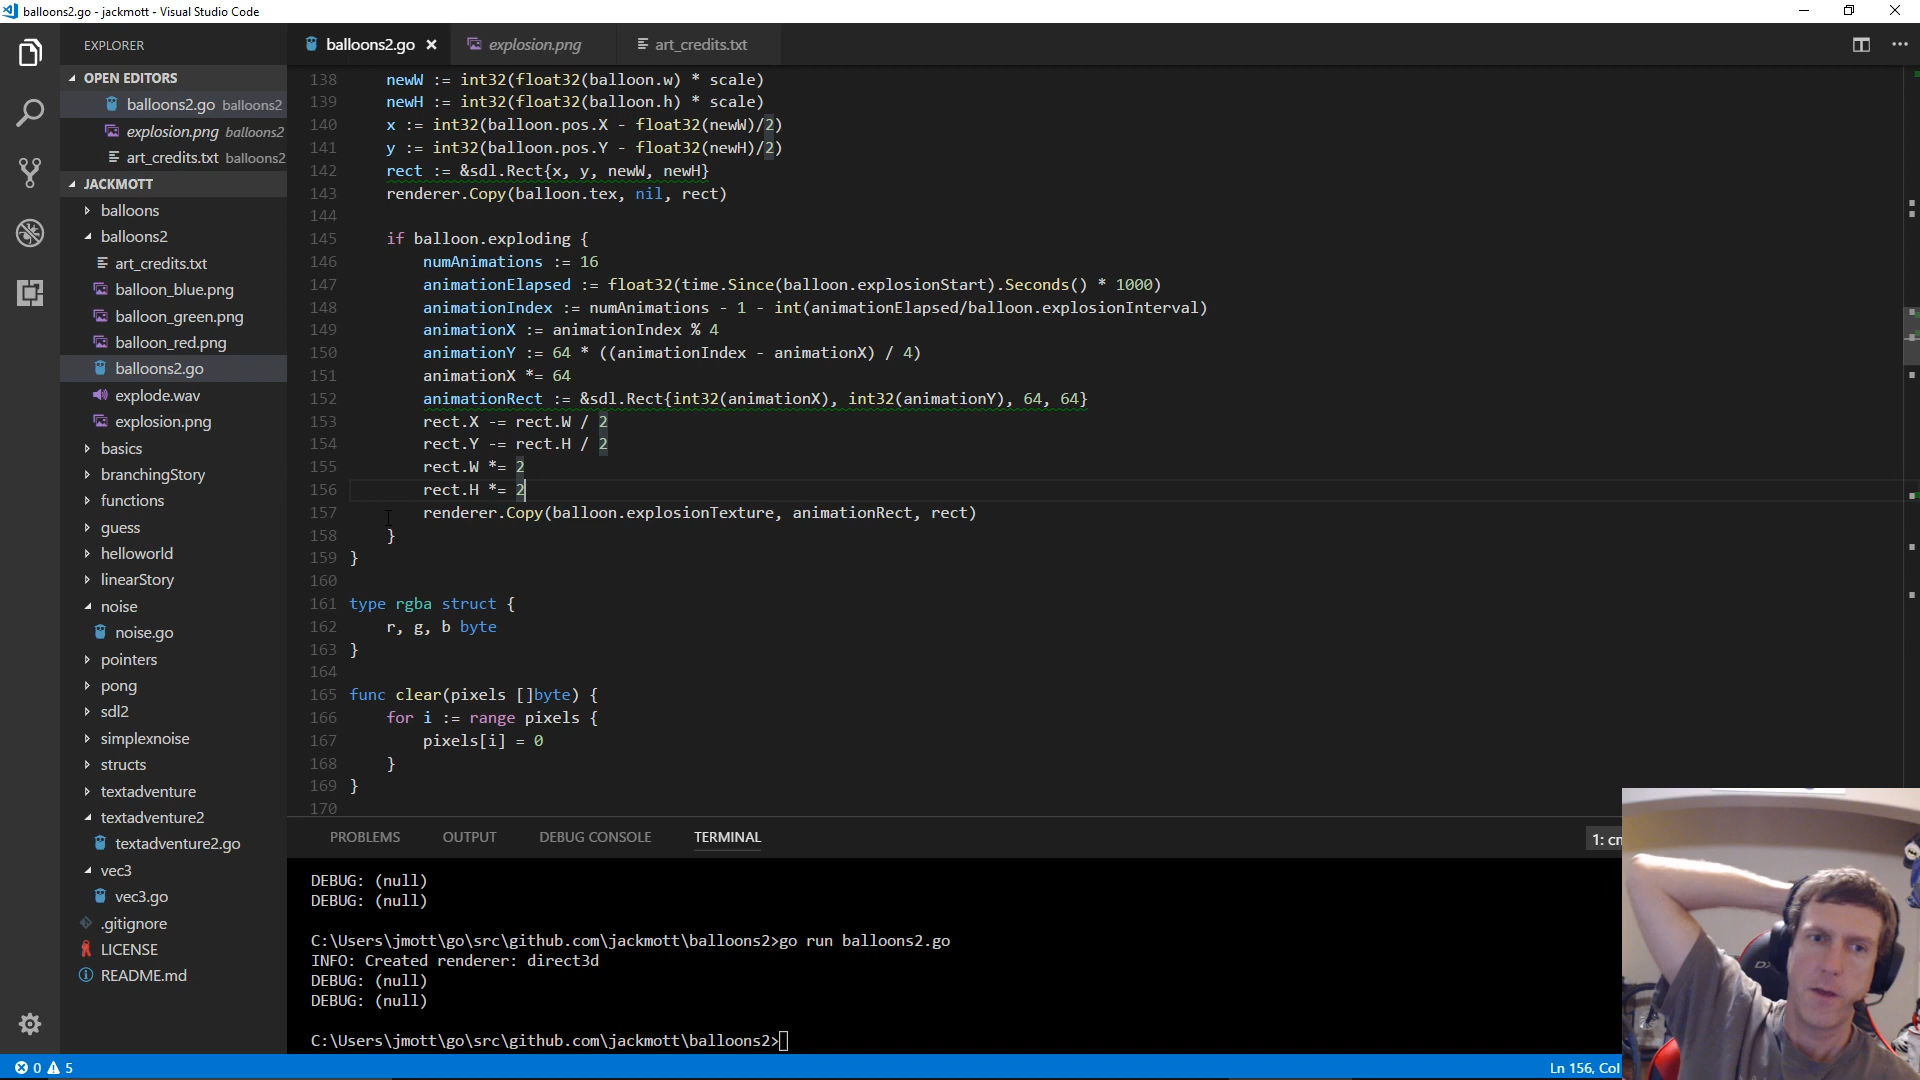 balloons2.go - jackmott - Visual Studio Code
EXPLORER
balloons2.go
explosion.png
art_credits.txt
OPEN EDITORS
balloons2.go balloons2
explosion.png balloons2
art_credits.txt balloons2
JACKMOTT
balloons
balloons2
art_credits.txt
balloon_blue.png
balloon_green.png
balloon_red.png
balloons2.go
explode.wav
explosion.png
basics
branchingStory
functions
guess
helloworld
linearStory
noise
noise.go
pointers
pong
sdl2
simplexnoise
structs
textadventure
textadventure2
textadventure2.go
vec3
vec3.go
.gitignore
LICENSE
README.md
138 newW := int32(float32(balloon.w) * scale)
139 newH := int32(float32(balloon.h) * scale)
140 x := int32(balloon.pos.X - float32(newW)/2)
141 y := int32(balloon.pos.Y - float32(newH)/2)
142 rect := &sdl.Rect{x, y, newW, newH}
143 renderer.Copy(balloon.tex, nil, rect)
144
145 if balloon.exploding {
146 numAnimations := 16
147 animationElapsed := float32(time.Since(balloon.explosionStart).Seconds() * 1000)
148 animationIndex := numAnimations - 1 - int(animationElapsed/balloon.explosionInterval)
149 animationX := animationIndex % 4
150 animationY := 64 * ((animationIndex - animationX) / 4)
151 animationX *= 64
152 animationRect := &sdl.Rect{int32(animationX), int32(animationY), 64, 64}
153 rect.X -= rect.W / 2
154 rect.Y -= rect.H / 2
155 rect.W *= 2
156 rect.H *= 2
157 renderer.Copy(balloon.explosionTexture, animationRect, rect)
158 }
159 }
160
161 type rgba struct {
162 r, g, b byte
163 }
164
165 func clear(pixels []byte) {
166 for i := range pixels {
167 pixels[i] = 0
168 }
169 }
170
PROBLEMS
OUTPUT
DEBUG CONSOLE
TERMINAL
1: cm
DEBUG: (null)
DEBUG: (null)
C:\Users\jmott\go\src\github.com\jackmott\balloons2>go run balloons2.go
INFO: Created renderer: direct3d
DEBUG: (null)
DEBUG: (null)
C:\Users\jmott\go\src\github.com\jackmott\balloons2>
0 5
Ln 156, Col